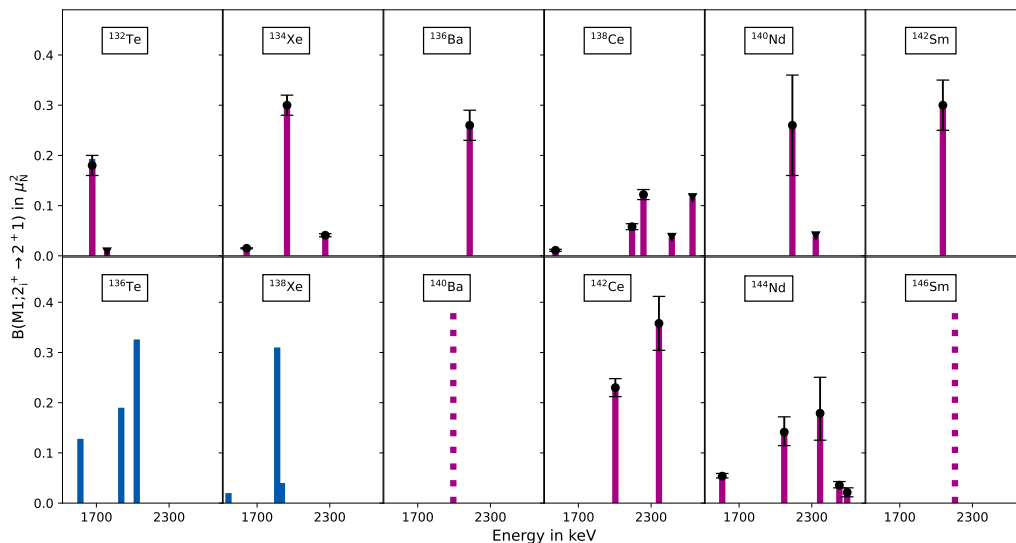 0.4
0.3
0.2
0.1
0.0
¹³²Te
¹³⁴Xe
¹³⁶Ba
¹³⁸Ce
¹⁴⁰Nd
¹⁴²Sm
B(M1;2ᵢ⁺ → 2⁺1) in μ_N²
0.4
0.3
0.2
0.1
0.0
¹³⁶Te
¹³⁸Xe
¹⁴⁰Ba
¹⁴²Ce
¹⁴⁴Nd
¹⁴⁶Sm
1700 2300 1700 2300 1700 2300 1700 2300 1700 2300 1700 2300
Energy in keV